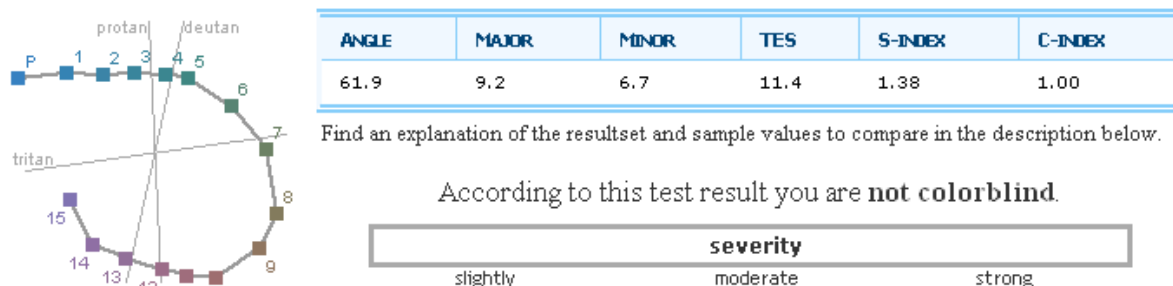 protan deutan
P 1 2 3 4 5
6
7
tritan
8
15
9
14
13
ANGLE MAJOR MINOR TES S-INDEX C-INDEX
61.9 9.2 6.7 11.4 1.38 1.00
Find an explanation of the resultset and sample values to compare in the description below.
According to this test result you are not colorblind.
severity
slightly moderate strong